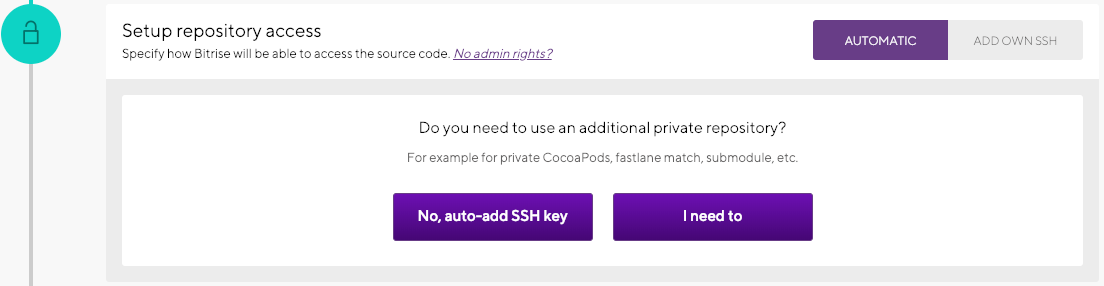 Setup repository access
Specify how Bitrise will be able to access the source code. No admin rights?
AUTOMATIC
ADD OWN SSH
Do you need to use an additional private repository?
For example for private CocoaPods, fastlane match, submodule, etc.
No, auto-add SSH key
I need to